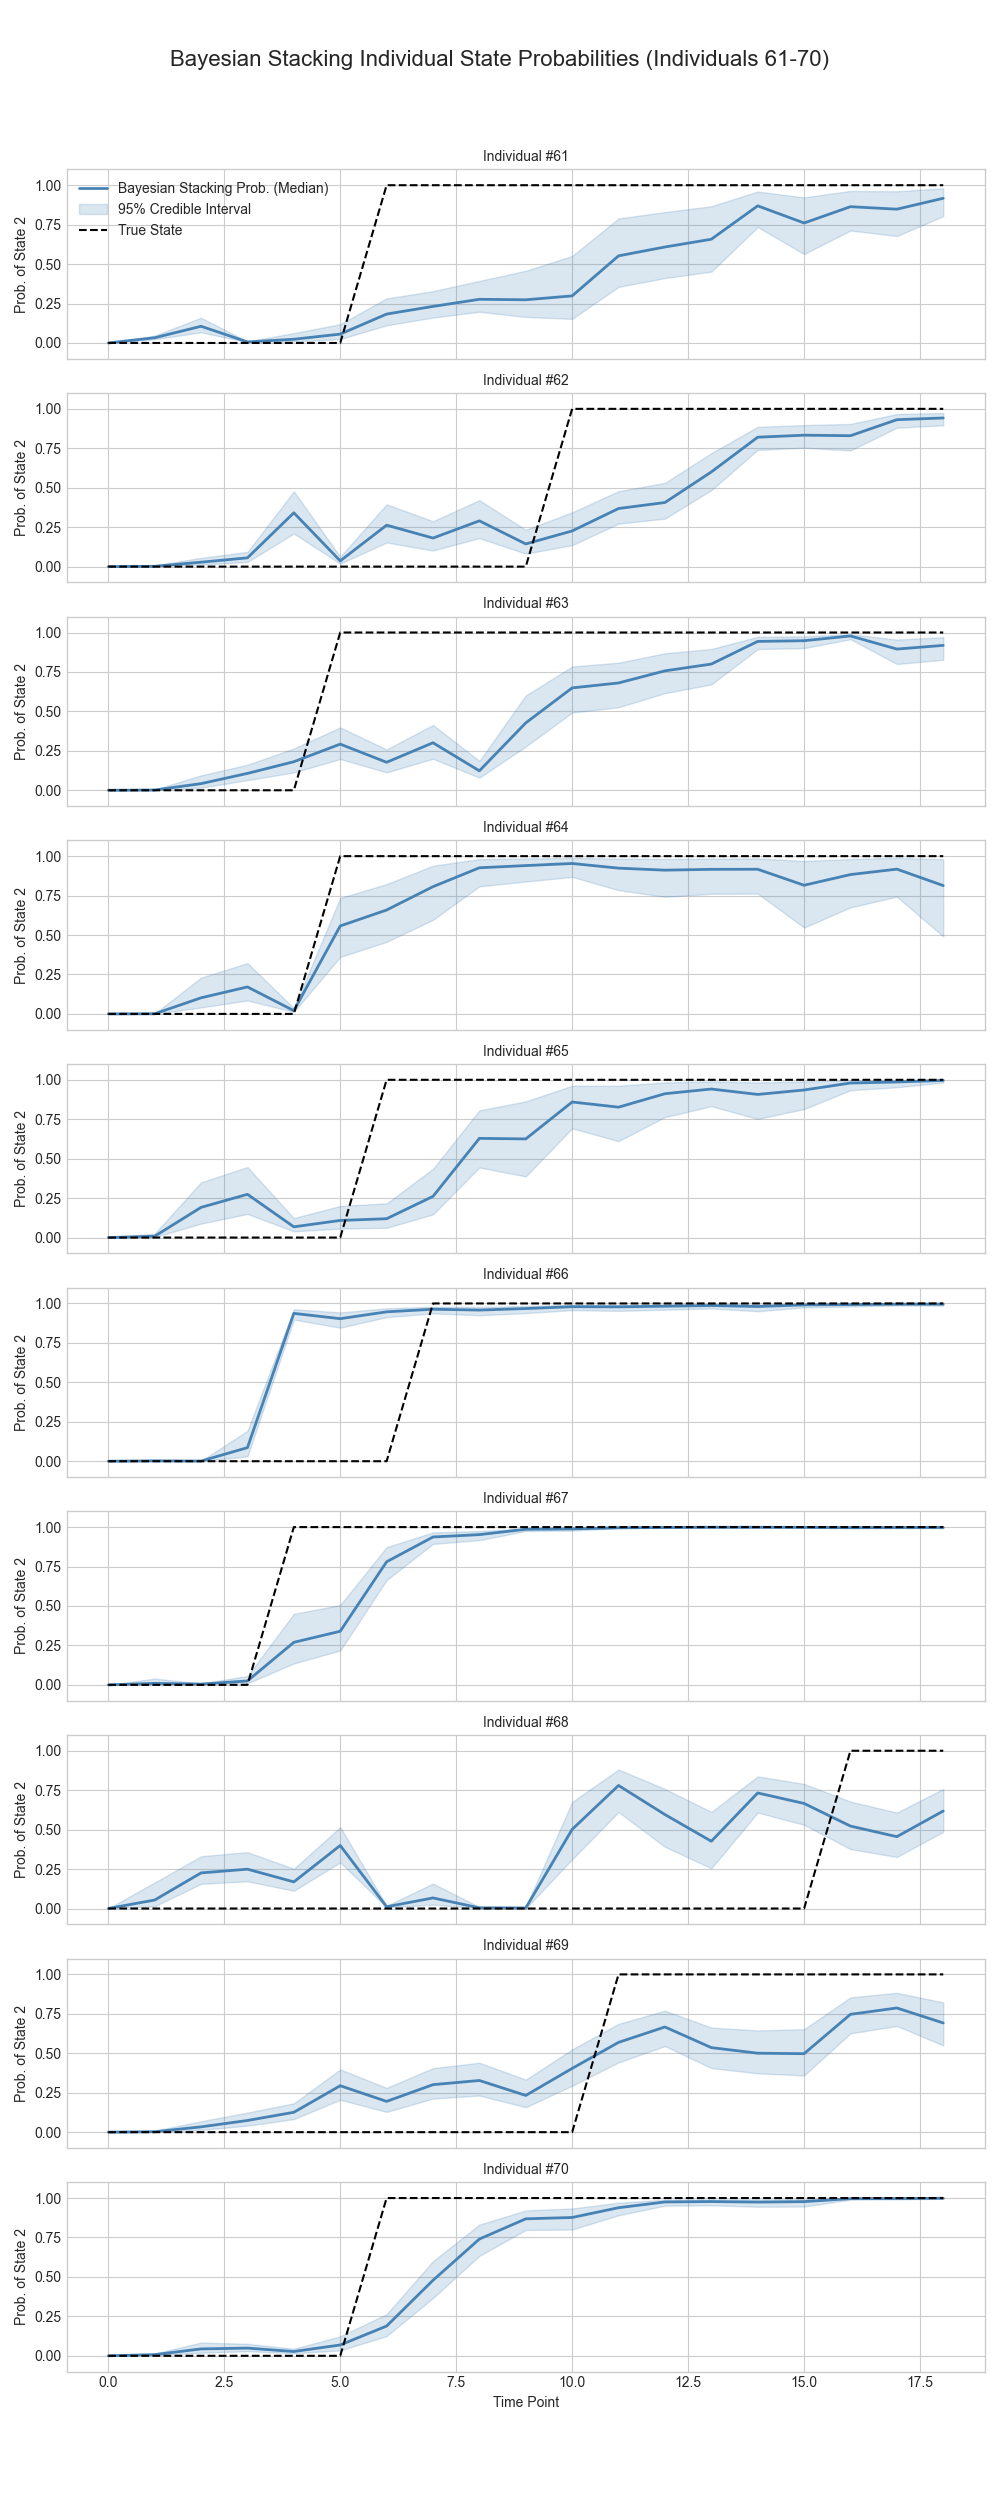 Bayesian Stacking Individual State Probabilities (Individuals 61-70)
Individual #61
Bayesian Stacking Prob. (Median)
95% Credible Interval
True State
1.00
0.75
0.50
0.25
0.00
Prob. of State 2
Individual #62
1.00
0.75
0.50
0.25
0.00
Prob. of State 2
Individual #63
1.00
0.75
0.50
0.25
0.00
Prob. of State 2
Individual #64
1.00
0.75
0.50
0.25
0.00
Prob. of State 2
Individual #65
1.00
0.75
0.50
0.25
0.00
Prob. of State 2
Individual #66
1.00
0.75
0.50
0.25
0.00
Prob. of State 2
Individual #67
1.00
0.75
0.50
0.25
0.00
Prob. of State 2
Individual #68
1.00
0.75
0.50
0.25
0.00
Prob. of State 2
Individual #69
1.00
0.75
0.50
0.25
0.00
Prob. of State 2
Individual #70
1.00
0.75
0.50
0.25
0.00
Prob. of State 2
0.0 2.5 5.0 7.5 10.0 12.5 15.0 17.5
Time Point